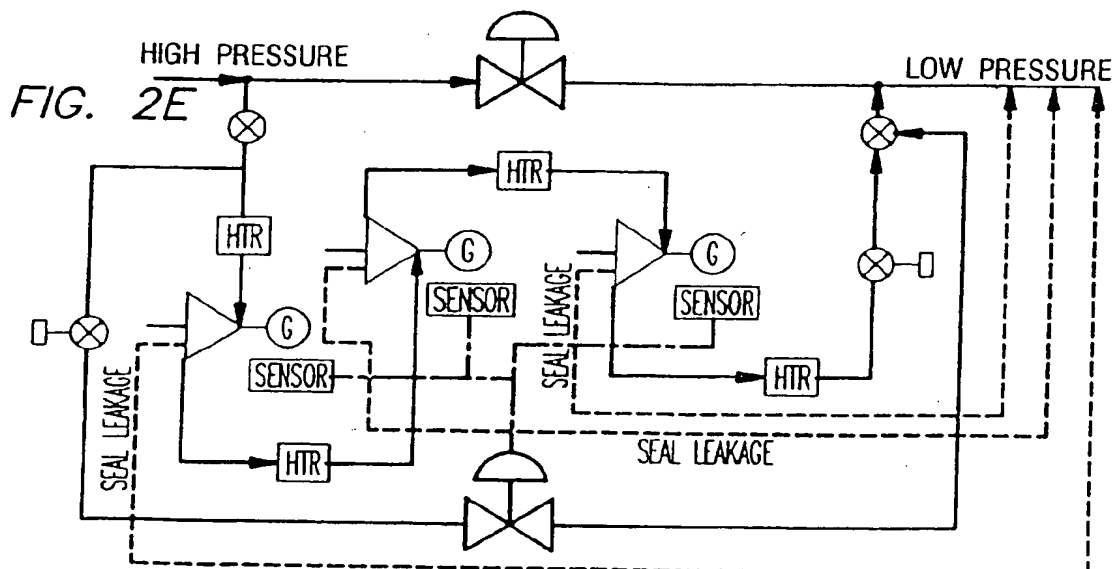 HIGH PRESSURE
LOW PRESSURE
FIG. 2E
HTR
HTR
G
G
SENSOR
SENSOR
G
SENSOR
SEAL LEAKAGE
SEAL LEAKAGE
HTR
HTR
SEAL LEAKAGE